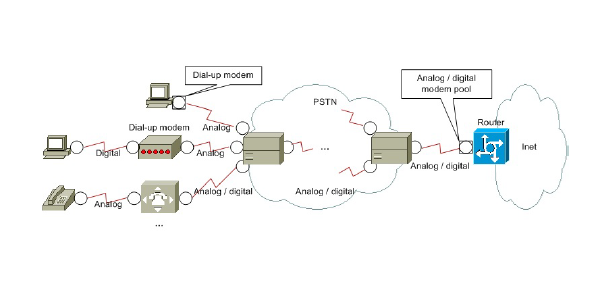 Dial-up modem
Analog / digital
modem pool
PSTN
Dial-up modem
Analog
Router
Digital
Analog
...
Analog / digital
Inet
Analog
Analog / digital
Analog / digital
...